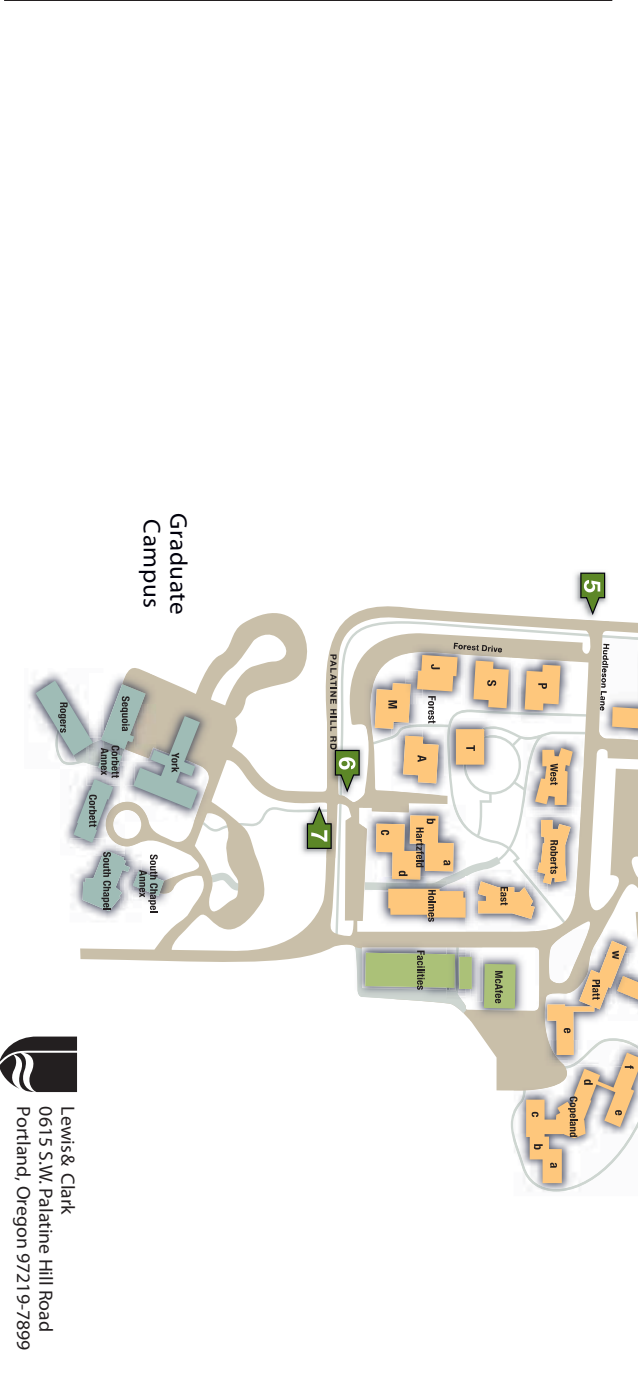 Graduate
Campus
5
Huddleson Lane
Forest Drive
P
S
J
Forest
M
T
A
West
PALATINE HILL RD
6
7
Roberts
b
Hartzfeld
a
c
d
East
Holmes
York
Sequoia
Rogers
Corbett
Annex
Corbett
South Chapel
Annex
South Chapel
Facilities
McAfee
w
Platt
e
f
e
d
Copeland
c
b
a
Lewis& Clark
0615 S.W. Palatine Hill Road
Portland, Oregon 97219-7899